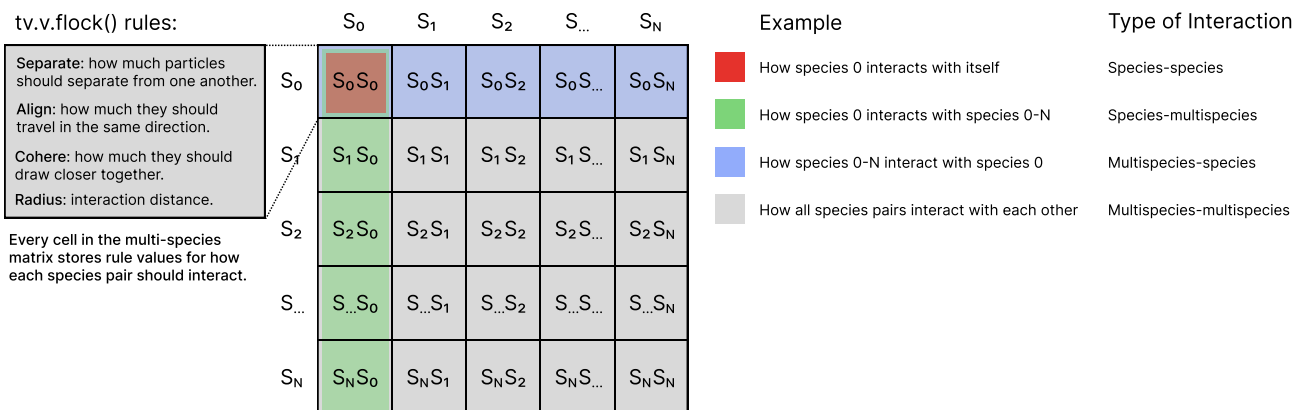 tv.v.flock() rules:
Separate: how much particles
should separate from one another.
Align: how much they should
travel in the same direction.
Cohere: how much they should
draw closer together.
Radius: interaction distance.
Every cell in the multi-species
matrix stores rule values for how
each species pair should interact.
S₀ S₁ S₂ S... S_N
S₀ S₀S₀ S₀S₁ S₀S₂ S₀S... S₀S_N
S₁ S₁S₀ S₁S₁ S₁S₂ S₁S... S₁S_N
S₂ S₂S₀ S₂S₁ S₂S₂ S₂S... S₂S_N
S... S...S₀ S...S₁ S...S₂ S...S... S...S_N
S_N S_NS₀ S_NS₁ S_NS₂ S_NS... S_NS_N
Example Type of Interaction
How species 0 interacts with itself Species-species
How species 0 interacts with species 0-N Species-multispecies
How species 0-N interact with species 0 Multispecies-species
How all species pairs interact with each other Multispecies-multispecies